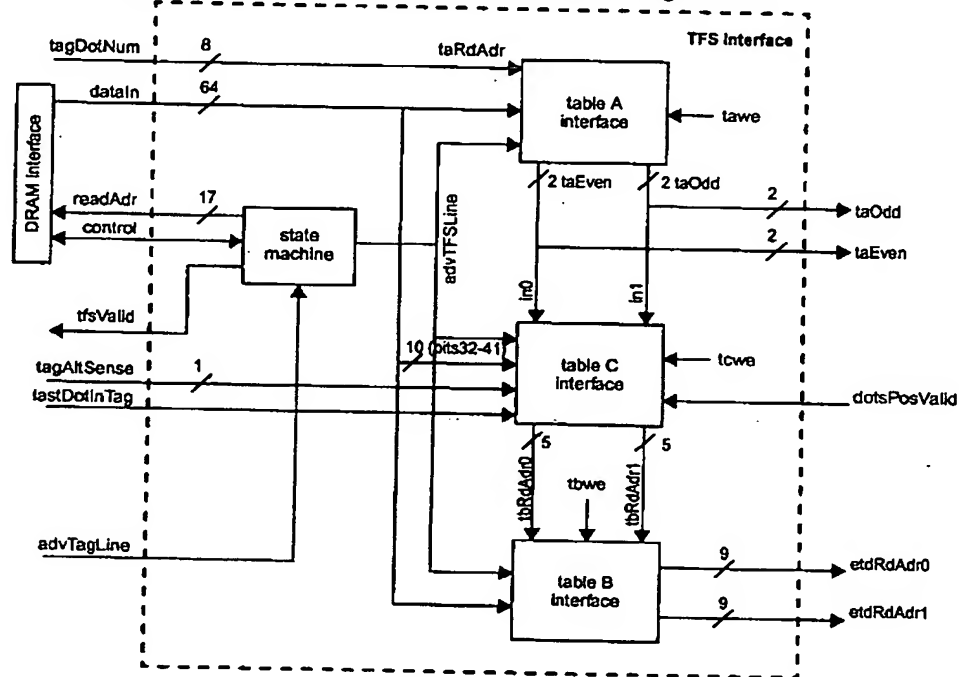 TFS Interface
tagDotNum
8
taRdAdr
dataIn
64
table A
interface
tawe
DRAM Interface
2 taEven
2 taOdd
readAdr
17
2
taOdd
control
state
machine
advTFSLine
2
taEven
in0
in1
tfsValid
10 (bits32-41)
table C
interface
tcwe
tagAltSense
1
lastDotInTag
dotsPosValid
5
5
tbRdAdr0
tbwe
tbRdAdr1
advTagLine
table B
interface
9
etdRdAdr0
9
etdRdAdr1